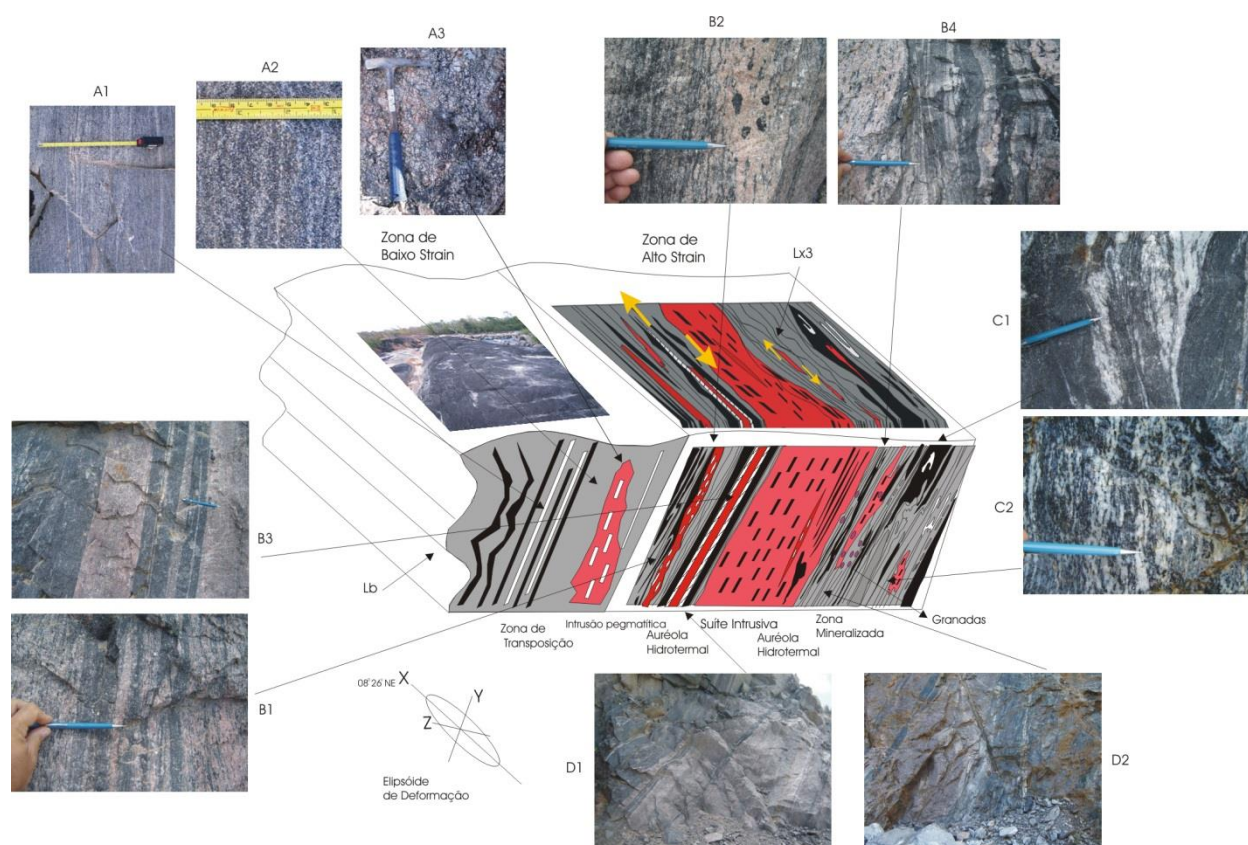 A1
A2
A3
B2
B4
Zona de
Baixo Strain
Zona de
Alto Strain
Lx3
C1
C2
B3
Lb
B1
Zona de
Transposição
Intrusão pegmatítica
Auréola
Hidrotermal
Suíte Intrusiva
Auréola
Hidrotermal
Zona
Mineralizada
Granadas
08°26' NE
X
Y
Z
Elipsóide
de Deformação
D1
D2